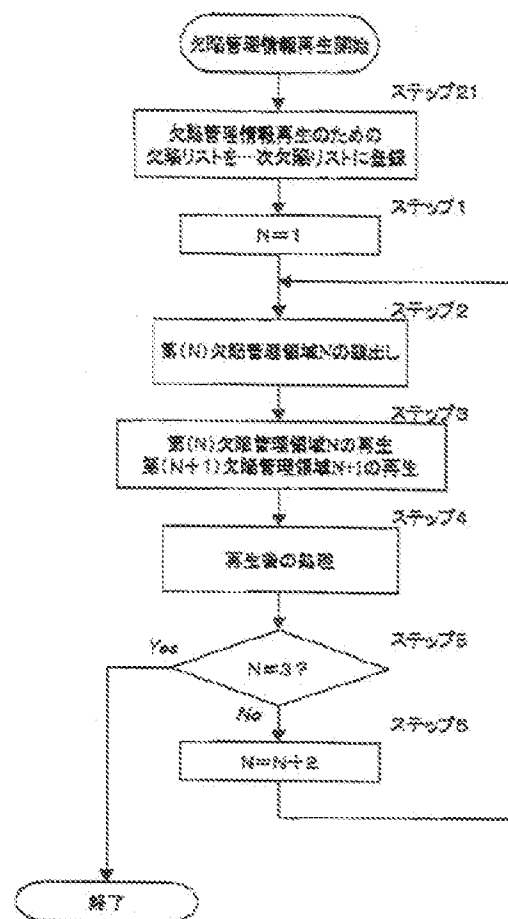 欠陥管理情報再生開始
ステップ21
欠陥管理情報再生のための
欠陥リストを…次欠陥リストに登録
ステップ1
N=1
ステップ2
第(N)欠陥管理領域Nの頭出し
ステップ3
第(N)欠陥管理領域Nの再生
第(N+1)欠陥管理領域N+1の再生
ステップ4
再生後の処理
ステップ5
Yes
N=3?
No
ステップ6
N=N+2
終了